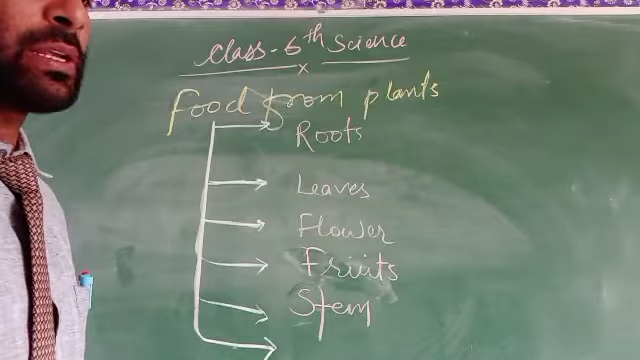 Class - 6th Science
x
Food from plants
Roots
Leaves
Flower
Fruits
Stem